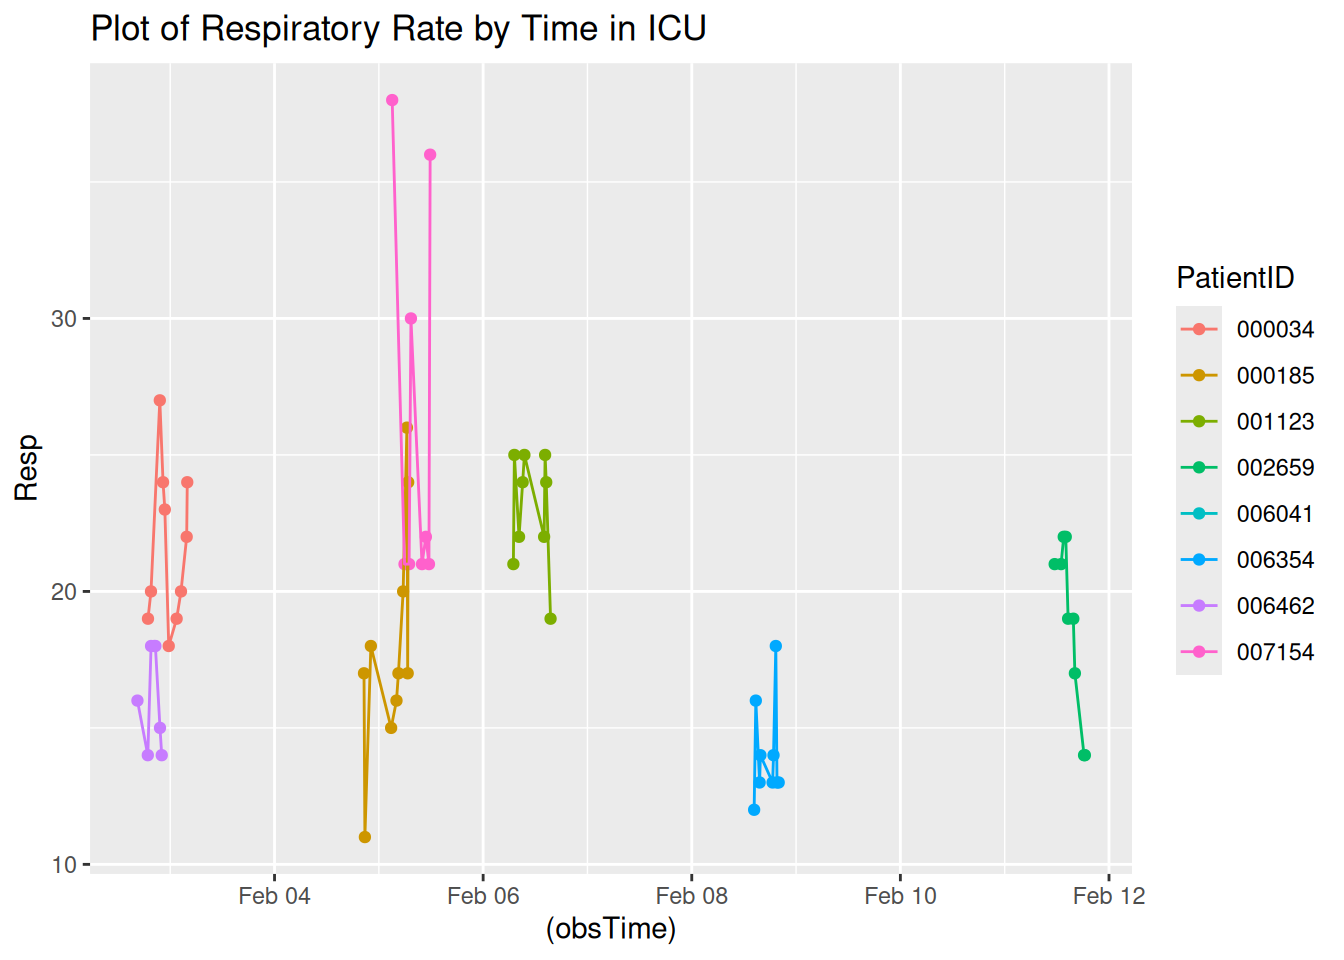 Plot of Respiratory Rate by Time in ICU
30
20
10
Resp
Feb 04
Feb 06
Feb 08
Feb 10
Feb 12
(obsTime)
PatientID
000034
000185
001123
002659
006041
006354
006462
007154